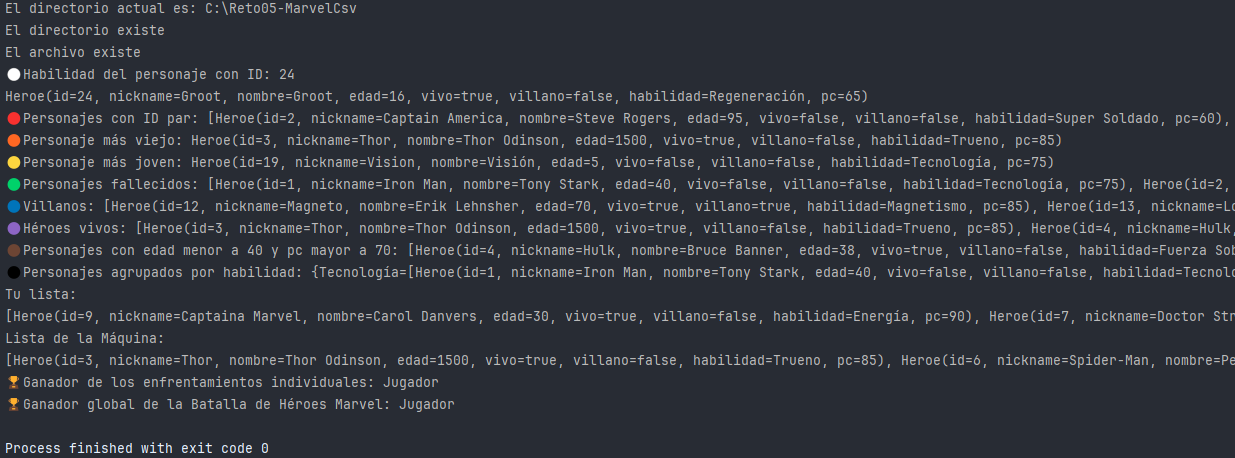 El directorio actual es: C:\Reto05-MarvelCsv
El directorio existe
El archivo existe
⚪Habilidad del personaje con ID: 24
Heroe(id=24, nickname=Groot, nombre=Groot, edad=16, vivo=true, villano=false, habilidad=Regeneración, pc=65)
🔴Personajes con ID par: [Heroe(id=2, nickname=Captain America, nombre=Steve Rogers, edad=95, vivo=false, villano=false, habilidad=Super Soldado, pc=60),
🟠Personaje más viejo: Heroe(id=3, nickname=Thor, nombre=Thor Odinson, edad=1500, vivo=true, villano=false, habilidad=Trueno, pc=85)
🟡Personaje más joven: Heroe(id=19, nickname=Vision, nombre=Visión, edad=5, vivo=false, villano=false, habilidad=Tecnología, pc=75)
🟢Personajes fallecidos: [Heroe(id=1, nickname=Iron Man, nombre=Tony Stark, edad=40, vivo=false, villano=false, habilidad=Tecnología, pc=75), Heroe(id=2,
🔵Villanos: [Heroe(id=12, nickname=Magneto, nombre=Erik Lehnsher, edad=70, vivo=true, villano=true, habilidad=Magnetismo, pc=85), Heroe(id=13, nickname=Lo
🟣Héroes vivos: [Heroe(id=3, nickname=Thor, nombre=Thor Odinson, edad=1500, vivo=true, villano=false, habilidad=Trueno, pc=85), Heroe(id=4, nickname=Hulk,
🟤Personajes con edad menor a 40 y pc mayor a 70: [Heroe(id=4, nickname=Hulk, nombre=Bruce Banner, edad=38, vivo=true, villano=false, habilidad=Fuerza Sob
⚫Personajes agrupados por habilidad: {Tecnología=[Heroe(id=1, nickname=Iron Man, nombre=Tony Stark, edad=40, vivo=false, villano=false, habilidad=Tecnolo
Tu lista:
[Heroe(id=9, nickname=Captaina Marvel, nombre=Carol Danvers, edad=30, vivo=true, villano=false, habilidad=Energía, pc=90), Heroe(id=7, nickname=Doctor Str
Lista de la Máquina:
[Heroe(id=3, nickname=Thor, nombre=Thor Odinson, edad=1500, vivo=true, villano=false, habilidad=Trueno, pc=85), Heroe(id=6, nickname=Spider-Man, nombre=Pe
🏆Ganador de los enfrentamientos individuales: Jugador
🏆Ganador global de la Batalla de Héroes Marvel: Jugador
Process finished with exit code 0